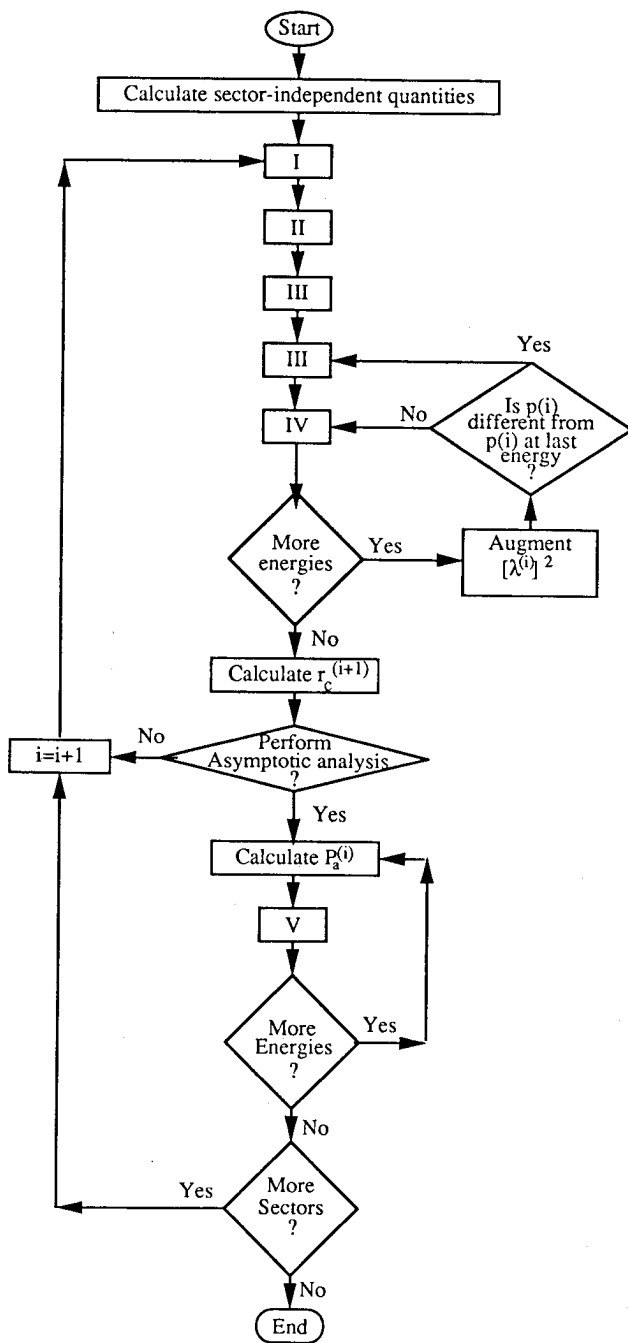 Start
Calculate sector-independent quantities
I
II
III
III
Yes
Is p(i)
different from
p(i) at last
energy
?
No
IV
More
energies
?
Yes
Augment
[λ^(i)] ^2
No
Calculate r_c^(i+1)
Perform
Asymptotic analysis
?
No
i=i+1
Yes
Calculate P_a^(i)
V
More
Energies
?
Yes
No
More
Sectors
?
Yes
No
End